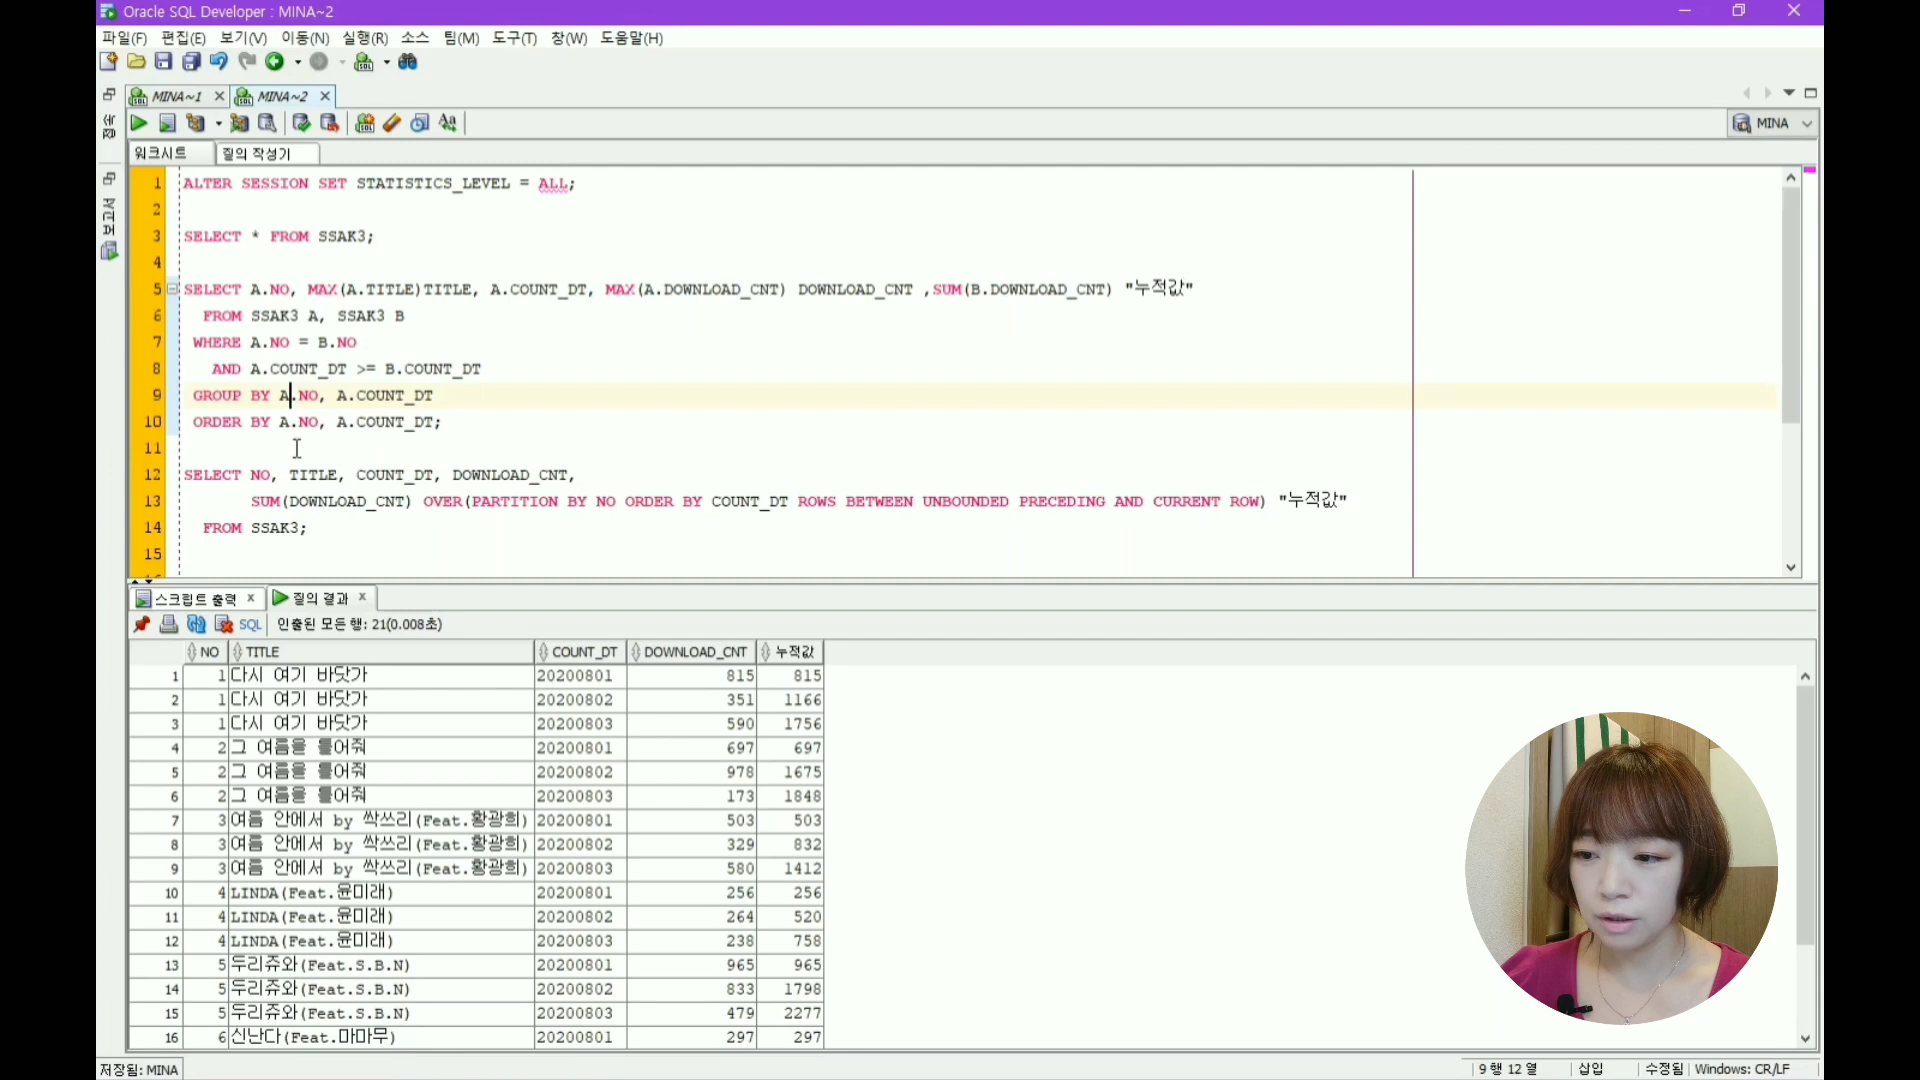 Oracle SQL Developer : MINA~2
파일(F) 편집(E) 보기(V) 이동(N) 실행(R) 소스 팀(M) 도구(T) 창(W) 도움말(H)
MINA~1 MINA~2
MINA
워크시트 질의 작성기
1 ALTER SESSION SET STATISTICS_LEVEL = ALL;
2
3 SELECT * FROM SSAK3;
4
5 SELECT A.NO, MAX(A.TITLE)TITLE, A.COUNT_DT, MAX(A.DOWNLOAD_CNT) DOWNLOAD_CNT ,SUM(B.DOWNLOAD_CNT) "누적값"
6 FROM SSAK3 A, SSAK3 B
7 WHERE A.NO = B.NO
8 AND A.COUNT_DT >= B.COUNT_DT
9 GROUP BY A.NO, A.COUNT_DT
10 ORDER BY A.NO, A.COUNT_DT;
11
12 SELECT NO, TITLE, COUNT_DT, DOWNLOAD_CNT,
13 SUM(DOWNLOAD_CNT) OVER(PARTITION BY NO ORDER BY COUNT_DT ROWS BETWEEN UNBOUNDED PRECEDING AND CURRENT ROW) "누적값"
14 FROM SSAK3;
15
스크립트 출력 질의 결과
SQL 인출된 모든 행: 21(0.008초)
NO TITLE COUNT_DT DOWNLOAD_CNT 누적값
1 1 다시 여기 바닷가 20200801 815 815
2 1 다시 여기 바닷가 20200802 351 1166
3 1 다시 여기 바닷가 20200803 590 1756
4 2 그 여름을 틀어줘 20200801 697 697
5 2 그 여름을 틀어줘 20200802 978 1675
6 2 그 여름을 틀어줘 20200803 173 1848
7 3 여름 안에서 by 싹쓰리(Feat.황광희) 20200801 503 503
8 3 여름 안에서 by 싹쓰리(Feat.황광희) 20200802 329 832
9 3 여름 안에서 by 싹쓰리(Feat.황광희) 20200803 580 1412
10 4 LINDA(Feat.윤미래) 20200801 256 256
11 4 LINDA(Feat.윤미래) 20200802 264 520
12 4 LINDA(Feat.윤미래) 20200803 238 758
13 5 두리쥬와(Feat.S.B.N) 20200801 965 965
14 5 두리쥬와(Feat.S.B.N) 20200802 833 1798
15 5 두리쥬와(Feat.S.B.N) 20200803 479 2277
16 6 신난다(Feat.마마무) 20200801 297 297
저장됨: MINA 9 행 12 열 삽입 수정됨 Windows: CR/LF